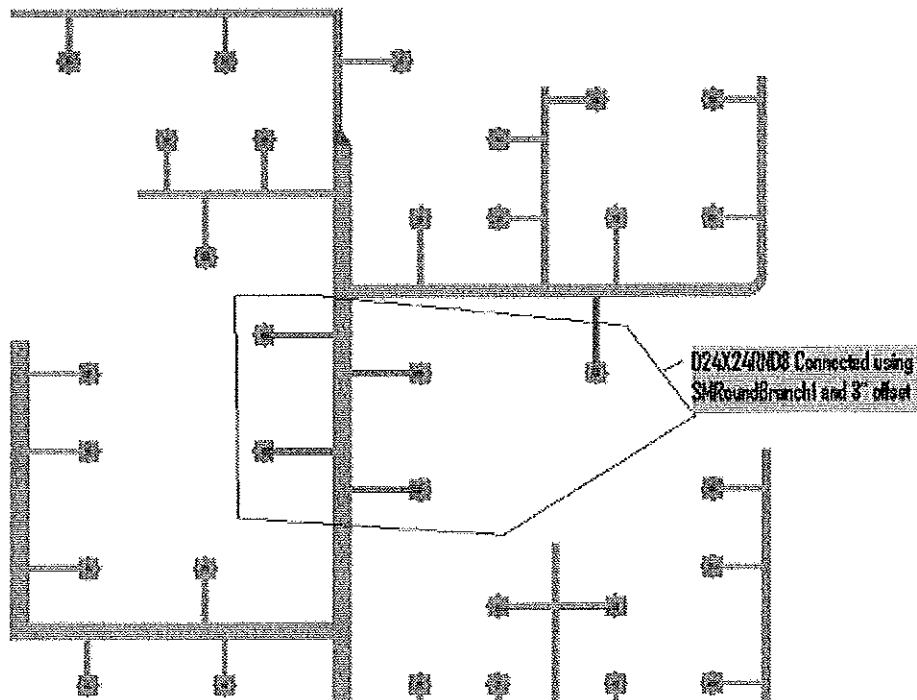 D24X24RND8 Connected using
SMRoundBranch1 and 3" offset